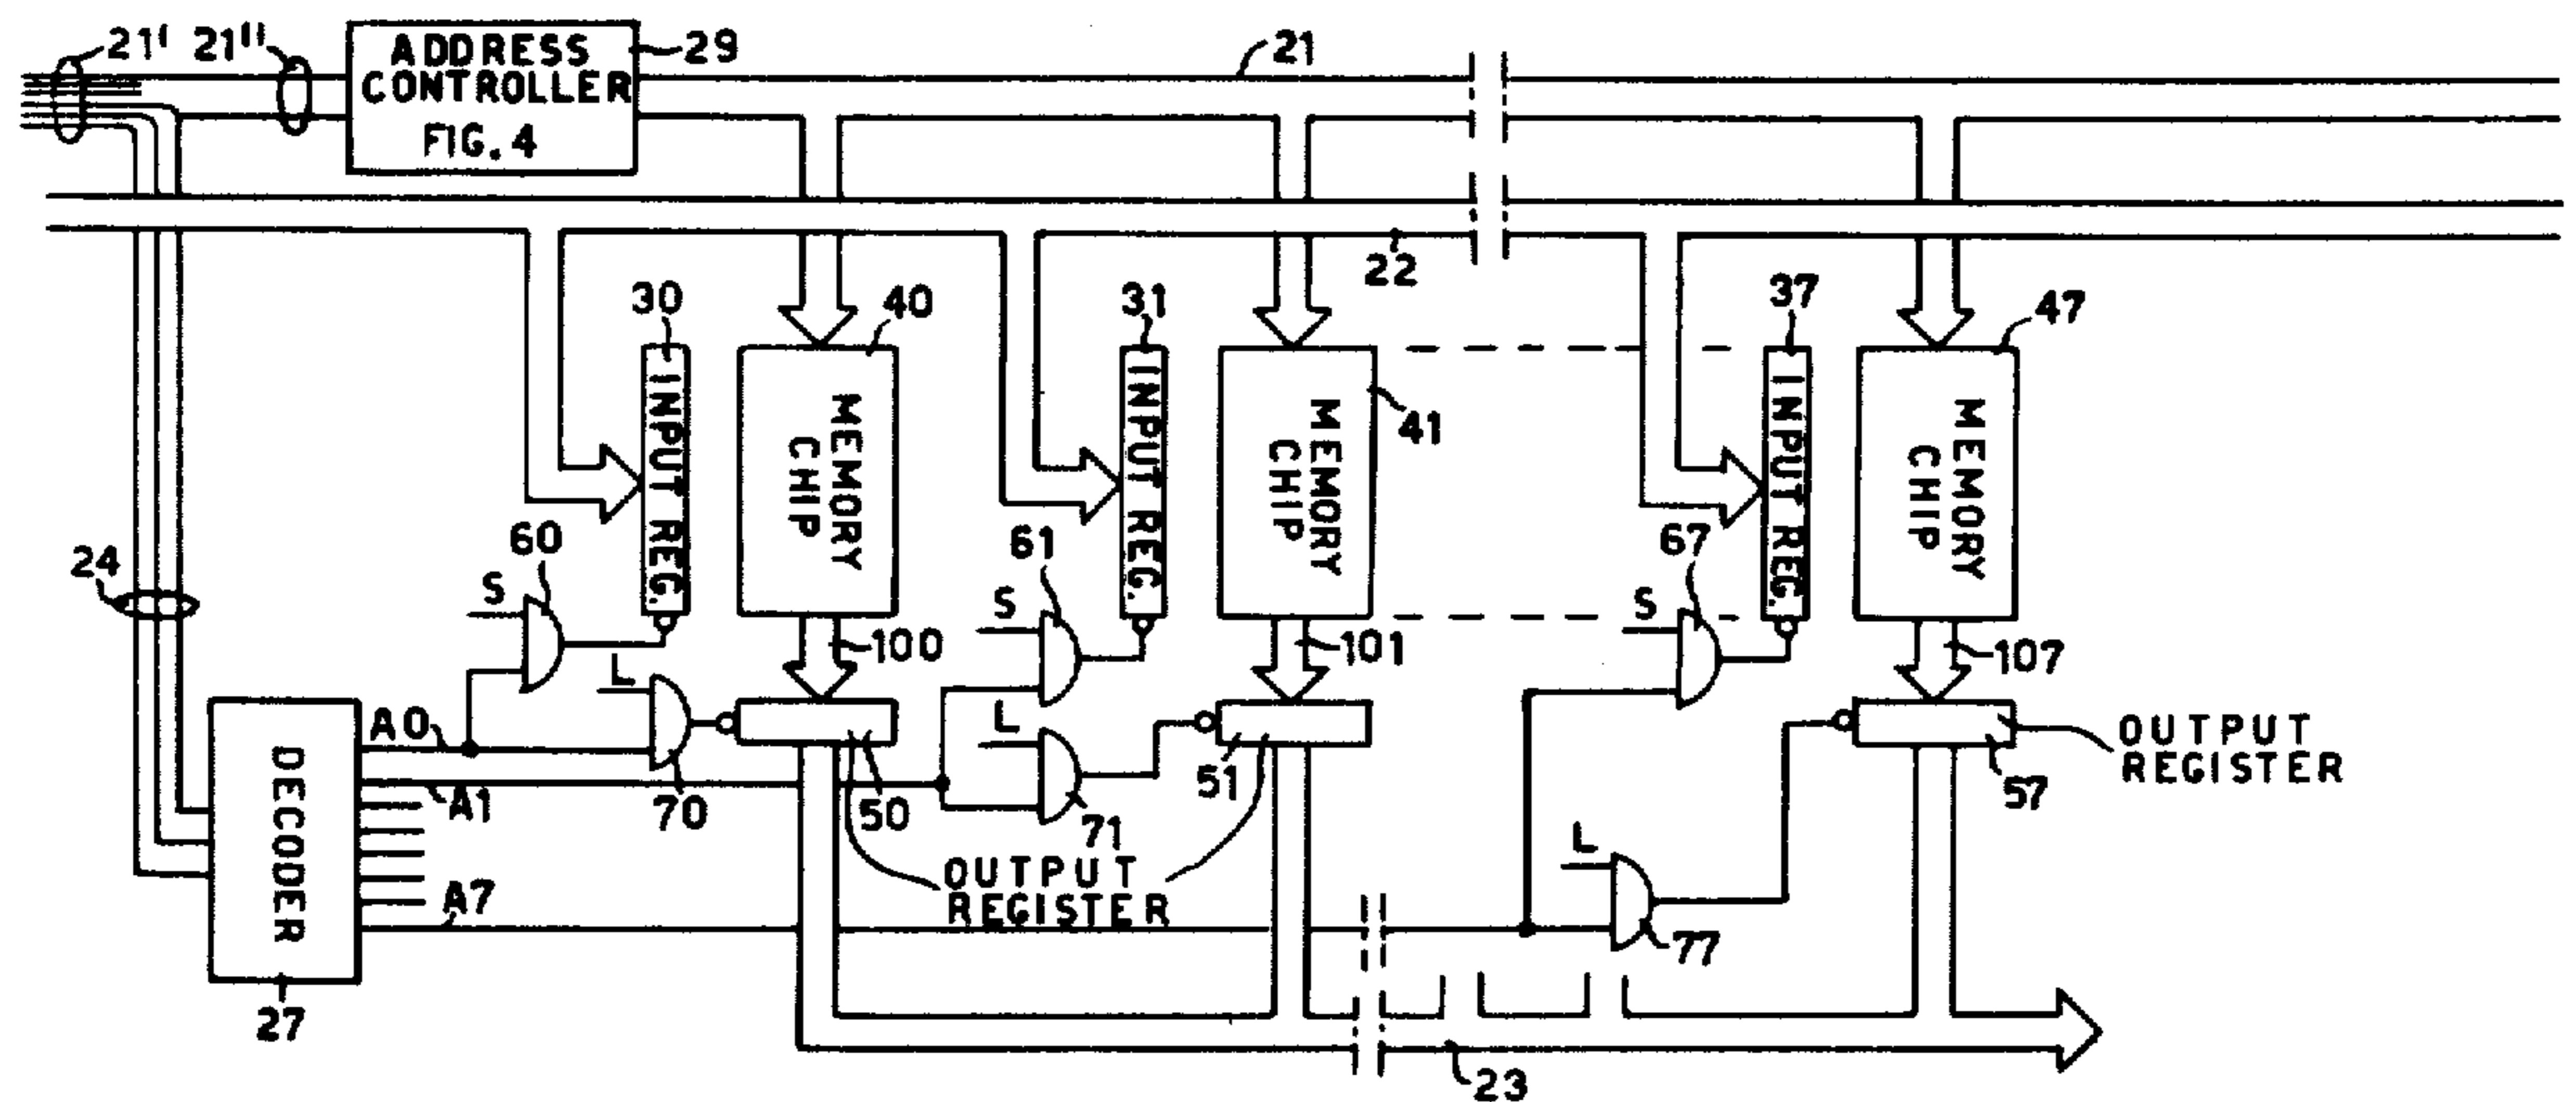 21' 21"
ADDRESS
CONTROLLER
FIG. 4
29
21
22
30
40
31
41
37
47
INPUT REG.
MEMORY
CHIP
INPUT REG.
MEMORY
CHIP
INPUT REG.
MEMORY
CHIP
24
S
60
S
61
S
67
L
100
101
107
A0
70
50
L
71
51
57
OUTPUT
REGISTER
A1
DECODER
27
A7
OUTPUT
REGISTER
L
77
23